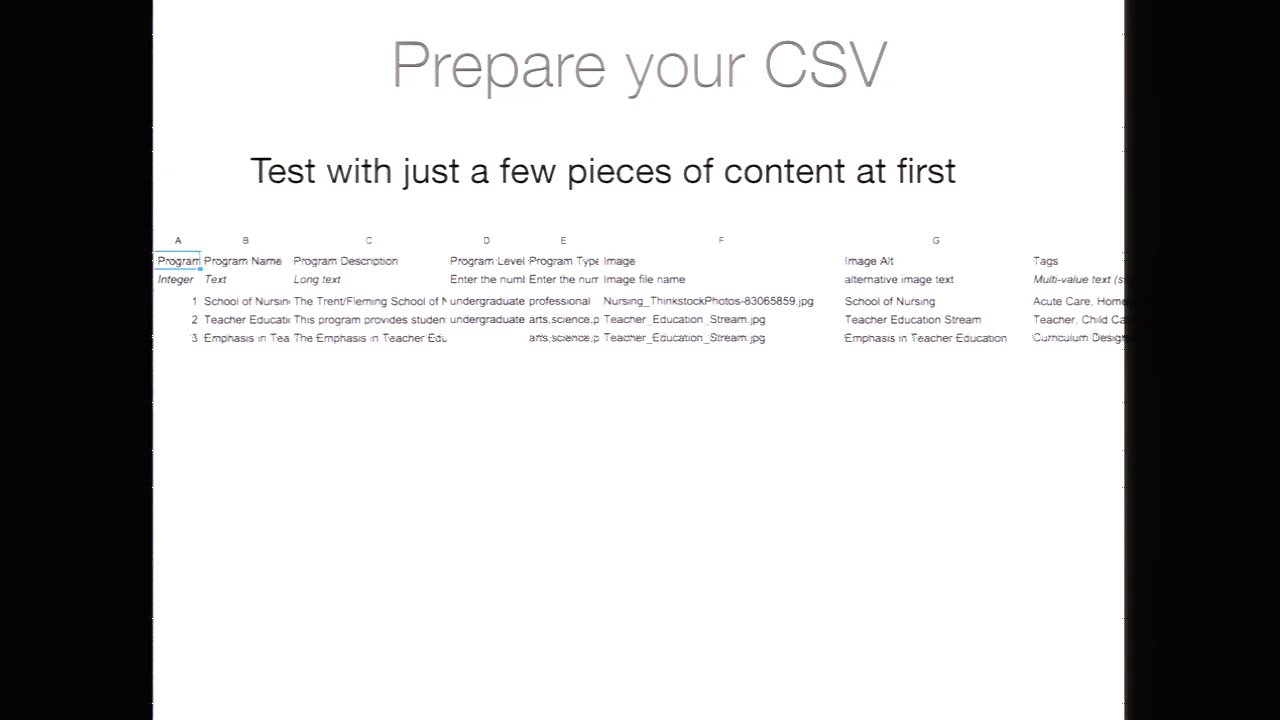 Prepare your CSV
Test with just a few pieces of content at first
A B C D E F G
Program Program Name Program Description Program Level Program Type Image Image Alt Tags
Integer Text Long text Enter the num Enter the num Image file name alternative image text Multi-value text (s
1 School of Nursin The Trent/Fleming School of N undergraduate professional Nursing_ThinkstockPhotos-83065859.jpg School of Nursing Acute Care, Home
2 Teacher Educati This program provides studen undergraduate arts,science,p Teacher_Education_Stream.jpg Teacher Education Stream Teacher, Child Ca
3 Emphasis in Tea The Emphasis in Teacher Edu arts,science,p Teacher_Education_Stream.jpg Emphasis in Teacher Education Curriculum Design